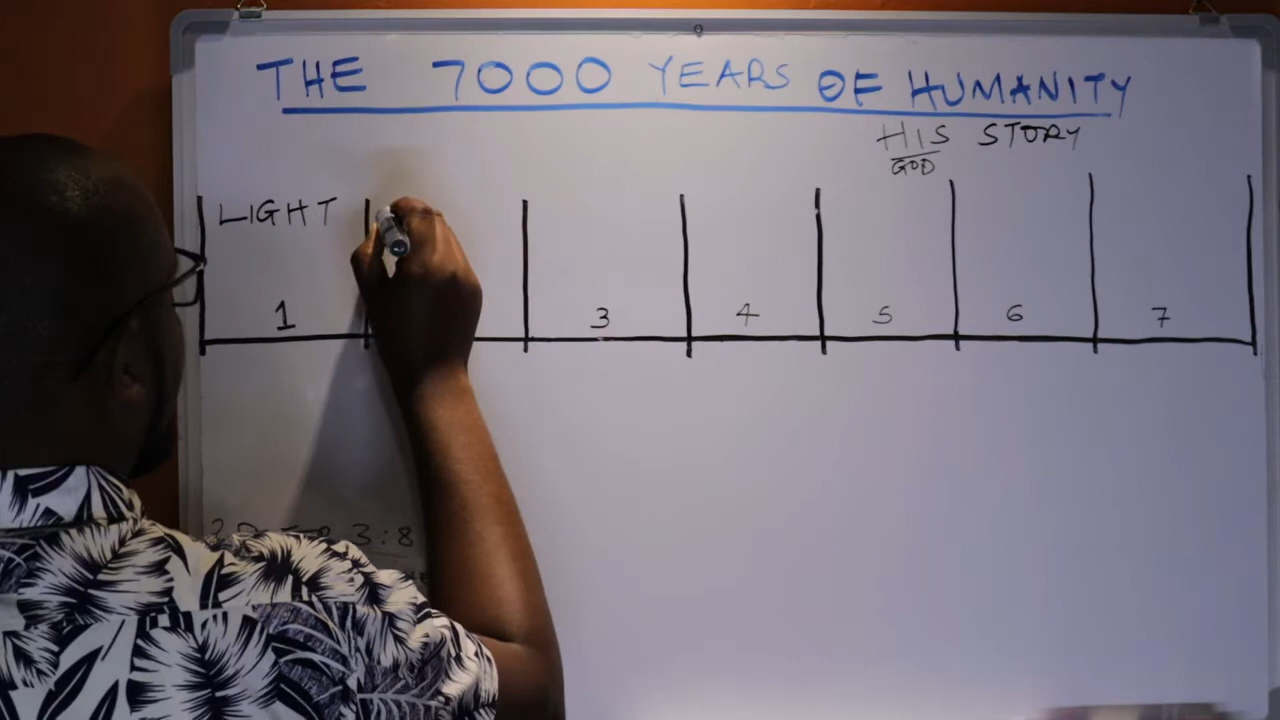 THE 7000 YEARS OF HUMANITY
HIS STORY
GOD
LIGHT
1 3 4 5 6 7
3:8